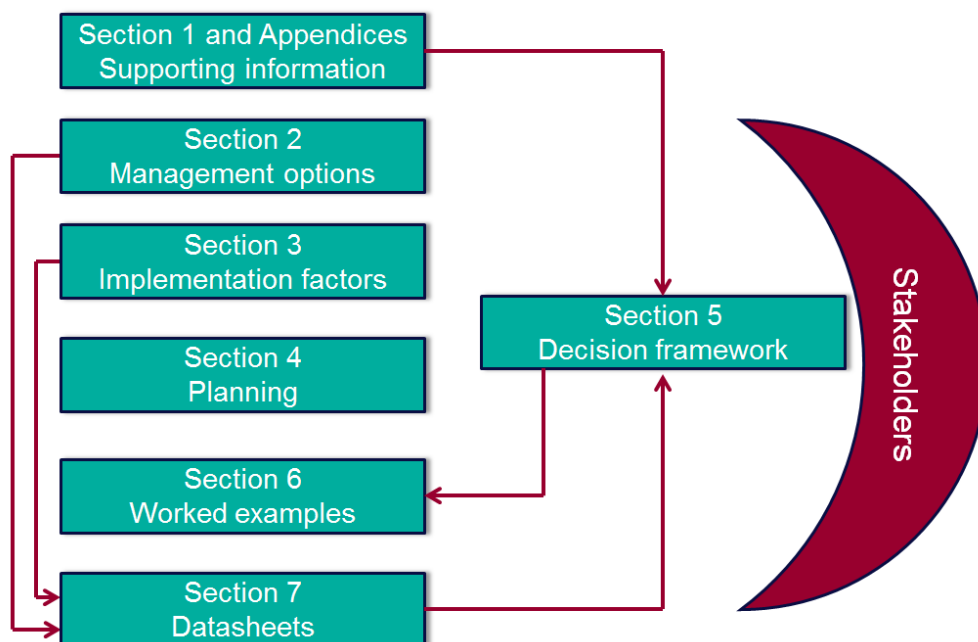 Section 1 and Appendices
Supporting information
Section 2
Management options
Section 3
Implementation factors
Section 4
Planning
Section 5
Decision framework
Section 6
Worked examples
Section 7
Datasheets
Stakeholders